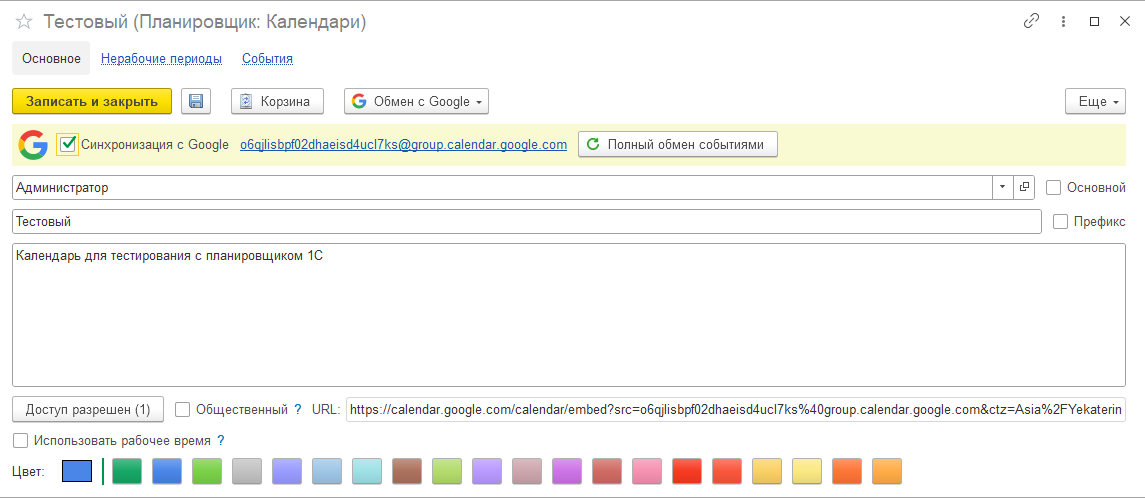 Тестовый (Планировщик: Календари)
Основное Нерабочие периоды События
Записать и закрыть Корзина Обмен с Google Еще
Синхронизация с Google o6qjlisbpf02dhaeisd4ucl7ks@group.calendar.google.com Полный обмен событиями
Администратор Основной
Тестовый Префикс
Календарь для тестирования с планировщиком 1С
Доступ разрешен (1) Общественный ? URL: https://calendar.google.com/calendar/embed?src=o6qjlisbpf02dhaeisd4ucl7ks%40group.calendar.google.com&ctz=Asia%2FYekaterin
Использовать рабочее время ?
Цвет: